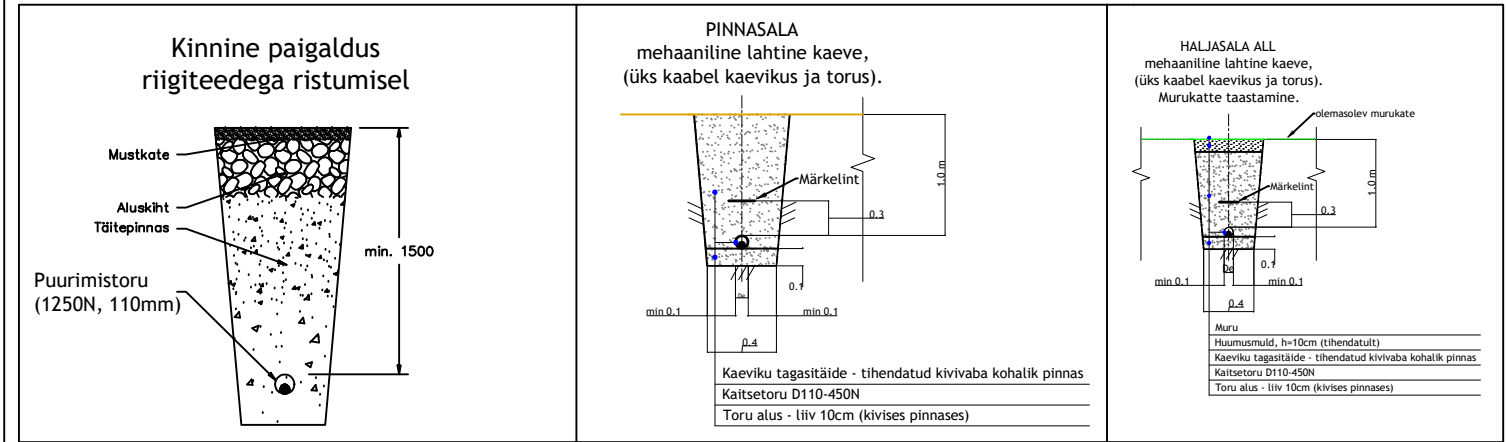 Kinnine paigaldus
riigiteedega ristumisel
Mustkate
Aluskiht
Täitepinnas
Puurimistoru
(1250N, 110mm)
min. 1500
PINNASALA
mehaaniline lahtine kaeve,
(üks kaabel kaevikus ja torus).
Märkelint
1.0 m
0.3
0.1
De
min 0.1
min 0.1
0.4
Kaeviku tagasitäide - tihendatud kivivaba kohalik pinnas
Kaitsetoru D110-450N
Toru alus - liiv 10cm (kivises pinnases)
HALJASALA ALL
mehaaniline lahtine kaeve,
(üks kaabel kaevikus ja torus).
Murukatte taastamine.
olemasolev murukate
Märkelint
1.0 m
0.3
0.1
De
min 0.1
min 0.1
0.4
Muru
Huumusmuld, h=10cm (tihendatult)
Kaeviku tagasitäide - tihendatud kivivaba kohalik pinnas
Kaitsetoru D110-450N
Toru alus - liiv 10cm (kivises pinnases)